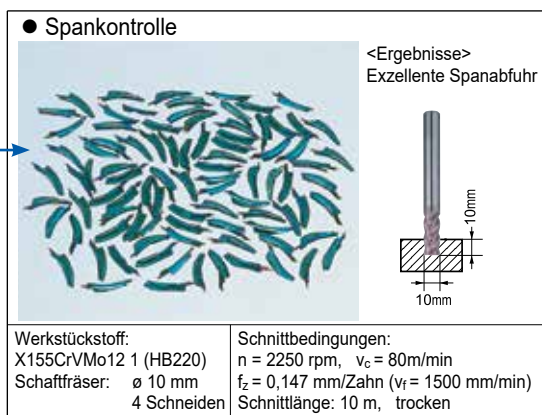 ● Spankontrolle
<Ergebnisse>
Exzellente Spanabfuhr
10mm
10mm
Werkstückstoff:
X155CrVMo12 1 (HB220)
Schaftfräser: ø 10 mm
4 Schneiden
Schnittbedingungen:
n = 2250 rpm, vc = 80m/min
fz = 0,147 mm/Zahn (vf = 1500 mm/min)
Schnittlänge: 10 m, trocken